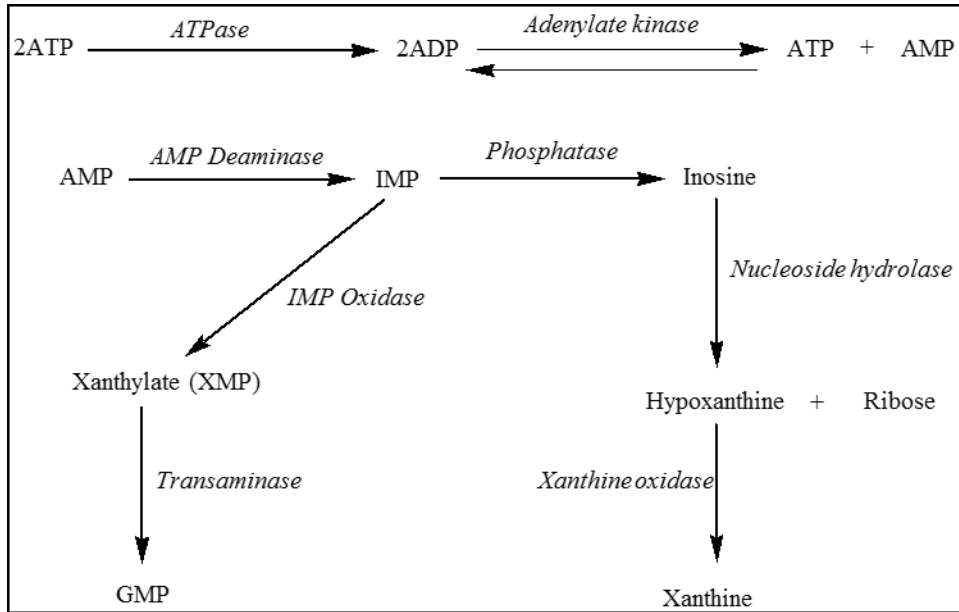 ATPase Adenylate kinase
2ATP 2ADP ATP + AMP
AMP Deaminase Phosphatase
AMP IMP Inosine
Nucleoside hydrolase
IMP Oxidase
Xanthylate (XMP)
Hypoxanthine + Ribose
Transaminase Xanthine oxidase
GMP Xanthine